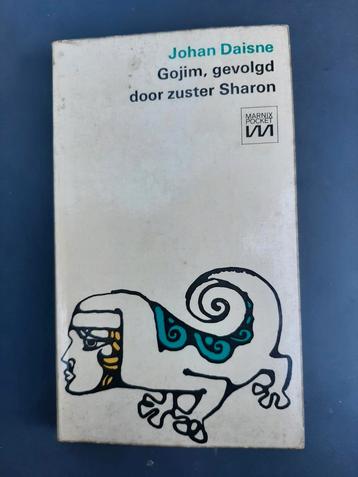 Johan Daisne
Gojim, gevolgd
door zuster Sharon
MARNIX
POCKET